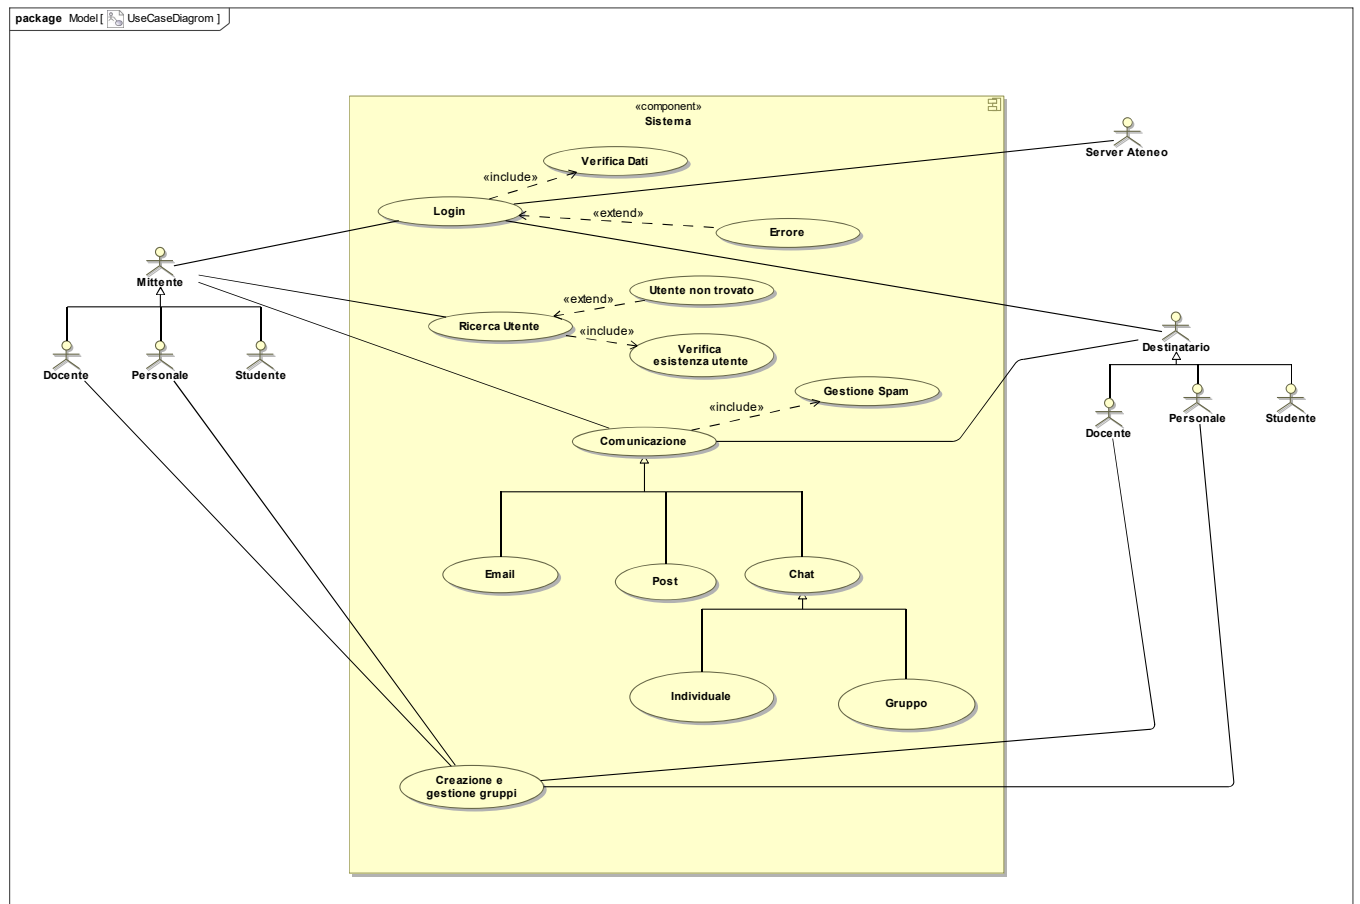 package Model [ UseCaseDiagrom ]
«component»
Sistema
Verifica Dati
«include»
Server Ateneo
Login
«extend»
Errore
Mittente
Utente non trovato
«extend»
Ricerca Utente
«include»
Verifica
esistenza utente
Destinatario
Docente
Personale
Studente
Gestione Spam
«include»
Comunicazione
Docente
Personale
Studente
Email
Post
Chat
Individuale
Gruppo
Creazione e
gestione gruppi